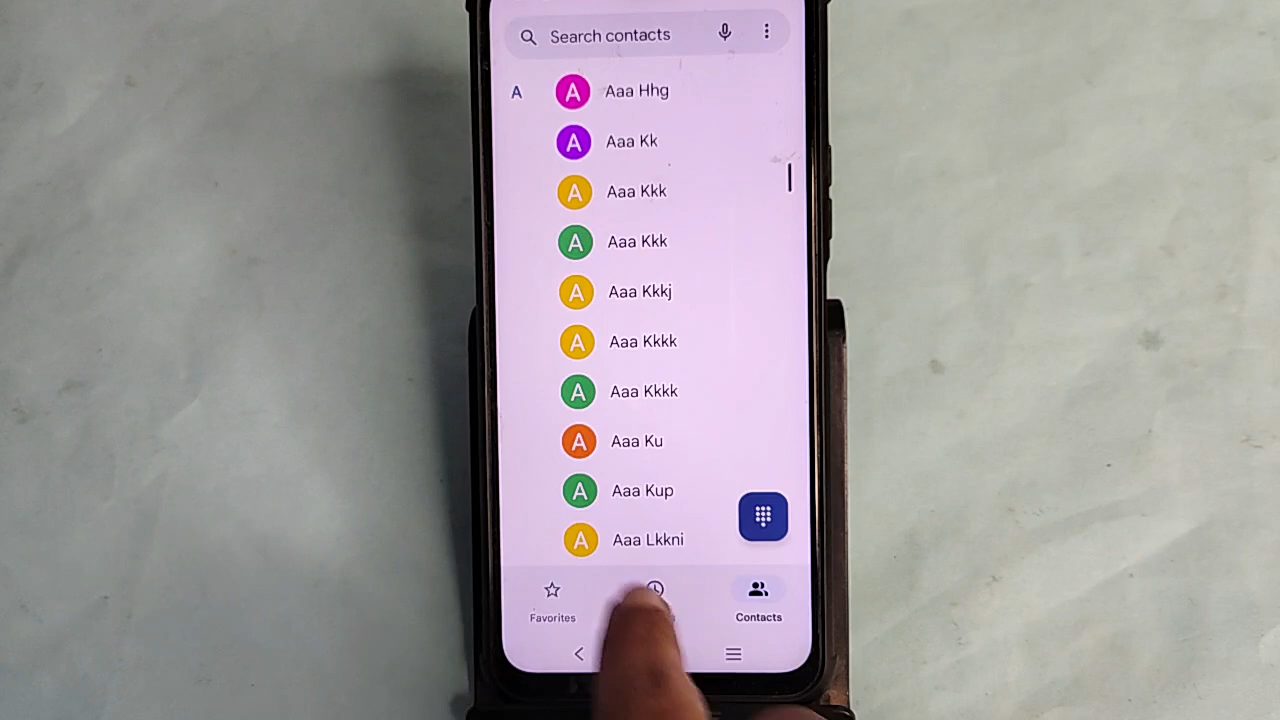 Search contacts
A
A Aaa Hhg
A Aaa Kk
A Aaa Kkk
A Aaa Kkk
A Aaa Kkkj
A Aaa Kkkk
A Aaa Kkkk
A Aaa Ku
A Aaa Kup
A Aaa Lkkni
Favorites
Contacts